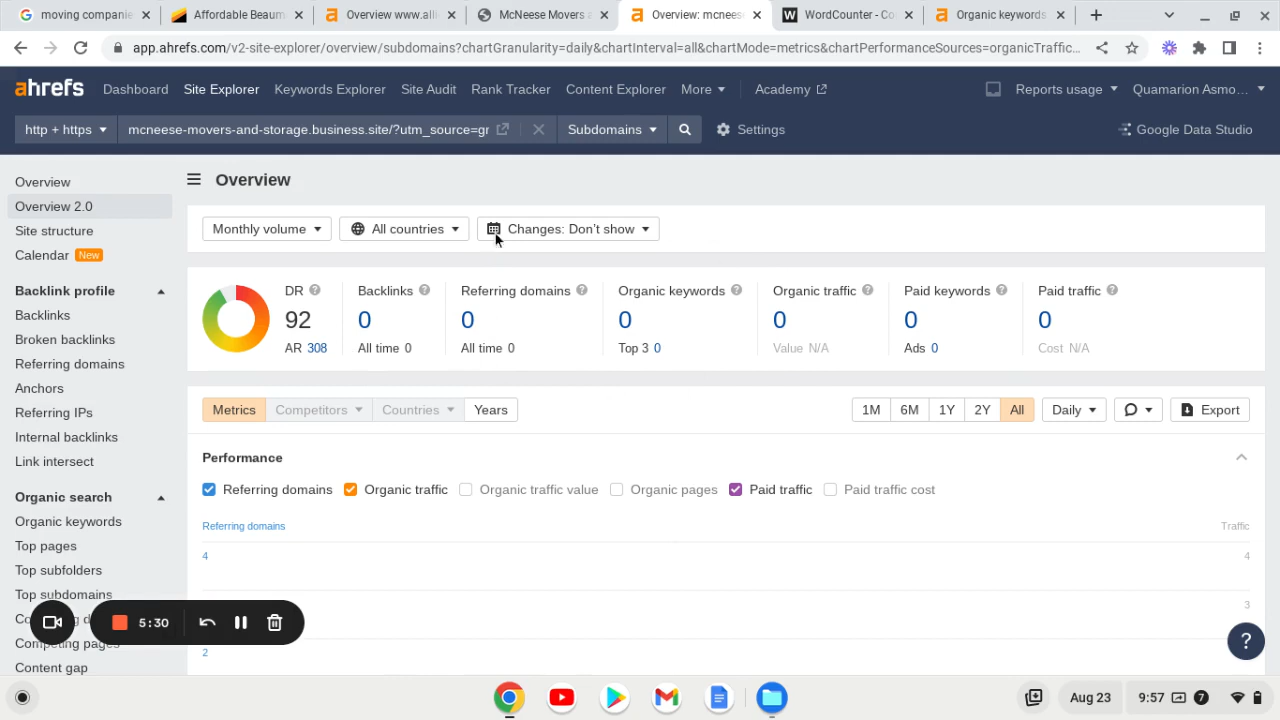 moving companie
Affordable Beaum
Overview www.alli
McNeese Movers a
Overview: mcnees
WordCounter - Co
Organic keywords
app.ahrefs.com/v2-site-explorer/overview/subdomains?chartGranularity=daily&chartInterval=all&chartMode=metrics&chartPerformanceSources=organicTraffic...
ahrefs
Dashboard
Site Explorer
Keywords Explorer
Site Audit
Rank Tracker
Content Explorer
More
Academy
Reports usage
Quamarion Asmo...
http + https
mcneese-movers-and-storage.business.site/?utm_source=gr
Subdomains
Settings
Google Data Studio
Overview
Overview 2.0
Site structure
Calendar New
Backlink profile
Backlinks
Broken backlinks
Referring domains
Anchors
Referring IPs
Internal backlinks
Link intersect
Organic search
Organic keywords
Top pages
Top subfolders
Top subdomains
Competing pages
Content gap
Overview
Monthly volume
All countries
Changes: Don't show
DR
92
AR 308
Backlinks
0
All time 0
Referring domains
0
All time 0
Organic keywords
0
Top 3 0
Organic traffic
0
Value N/A
Paid keywords
0
Ads 0
Paid traffic
0
Cost N/A
Metrics
Competitors
Countries
Years
1M
6M
1Y
2Y
All
Daily
Export
Performance
Referring domains
Organic traffic
Organic traffic value
Organic pages
Paid traffic
Paid traffic cost
Referring domains
Traffic
4
4
3
2
5:30
?
Aug 23
9:57
7